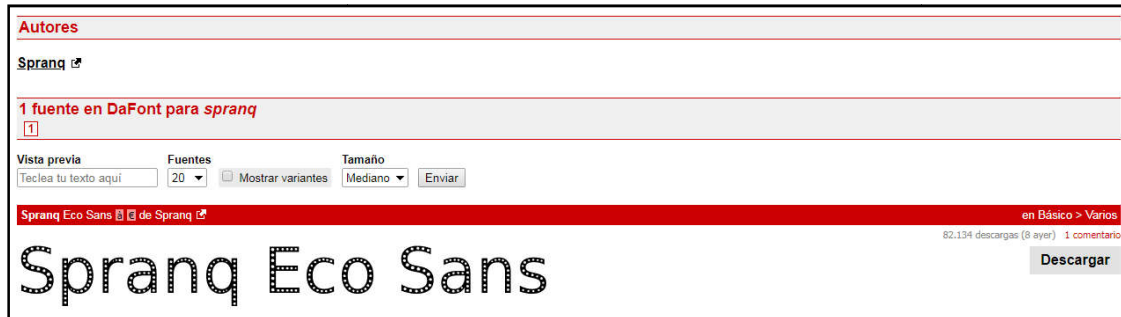 Autores
Spranq
1 fuente en DaFont para spranq
1
Vista previa Fuentes Tamaño
Teclea tu texto aquí 20 Mostrar variantes Mediano Enviar
Spranq Eco Sans à € de Spranq en Básico > Varios
82.134 descargas (8 ayer) 1 comentario
Spranq Eco Sans
Descargar